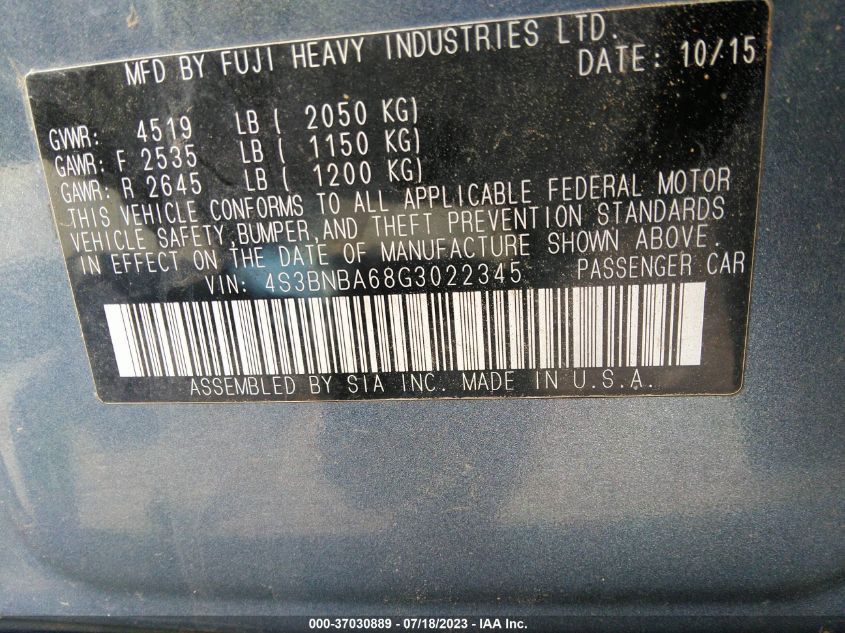 MFD BY FUJI HEAVY INDUSTRIES LTD.
DATE: 10/15
GVWR: 4519 LB ( 2050 KG)
GAWR: F 2535 LB ( 1150 KG)
GAWR: R 2645 LB ( 1200 KG)
THIS VEHICLE CONFORMS TO ALL APPLICABLE FEDERAL MOTOR
VEHICLE SAFETY,BUMPER,AND THEFT PREVENTION STANDARDS
IN EFFECT ON THE DATE OF MANUFACTURE SHOWN ABOVE.
VIN: 4S3BNBA68G3022345 PASSENGER CAR
ASSEMBLED BY SIA INC. MADE IN U.S.A.
000-37030889 - 07/18/2023 - IAA Inc.